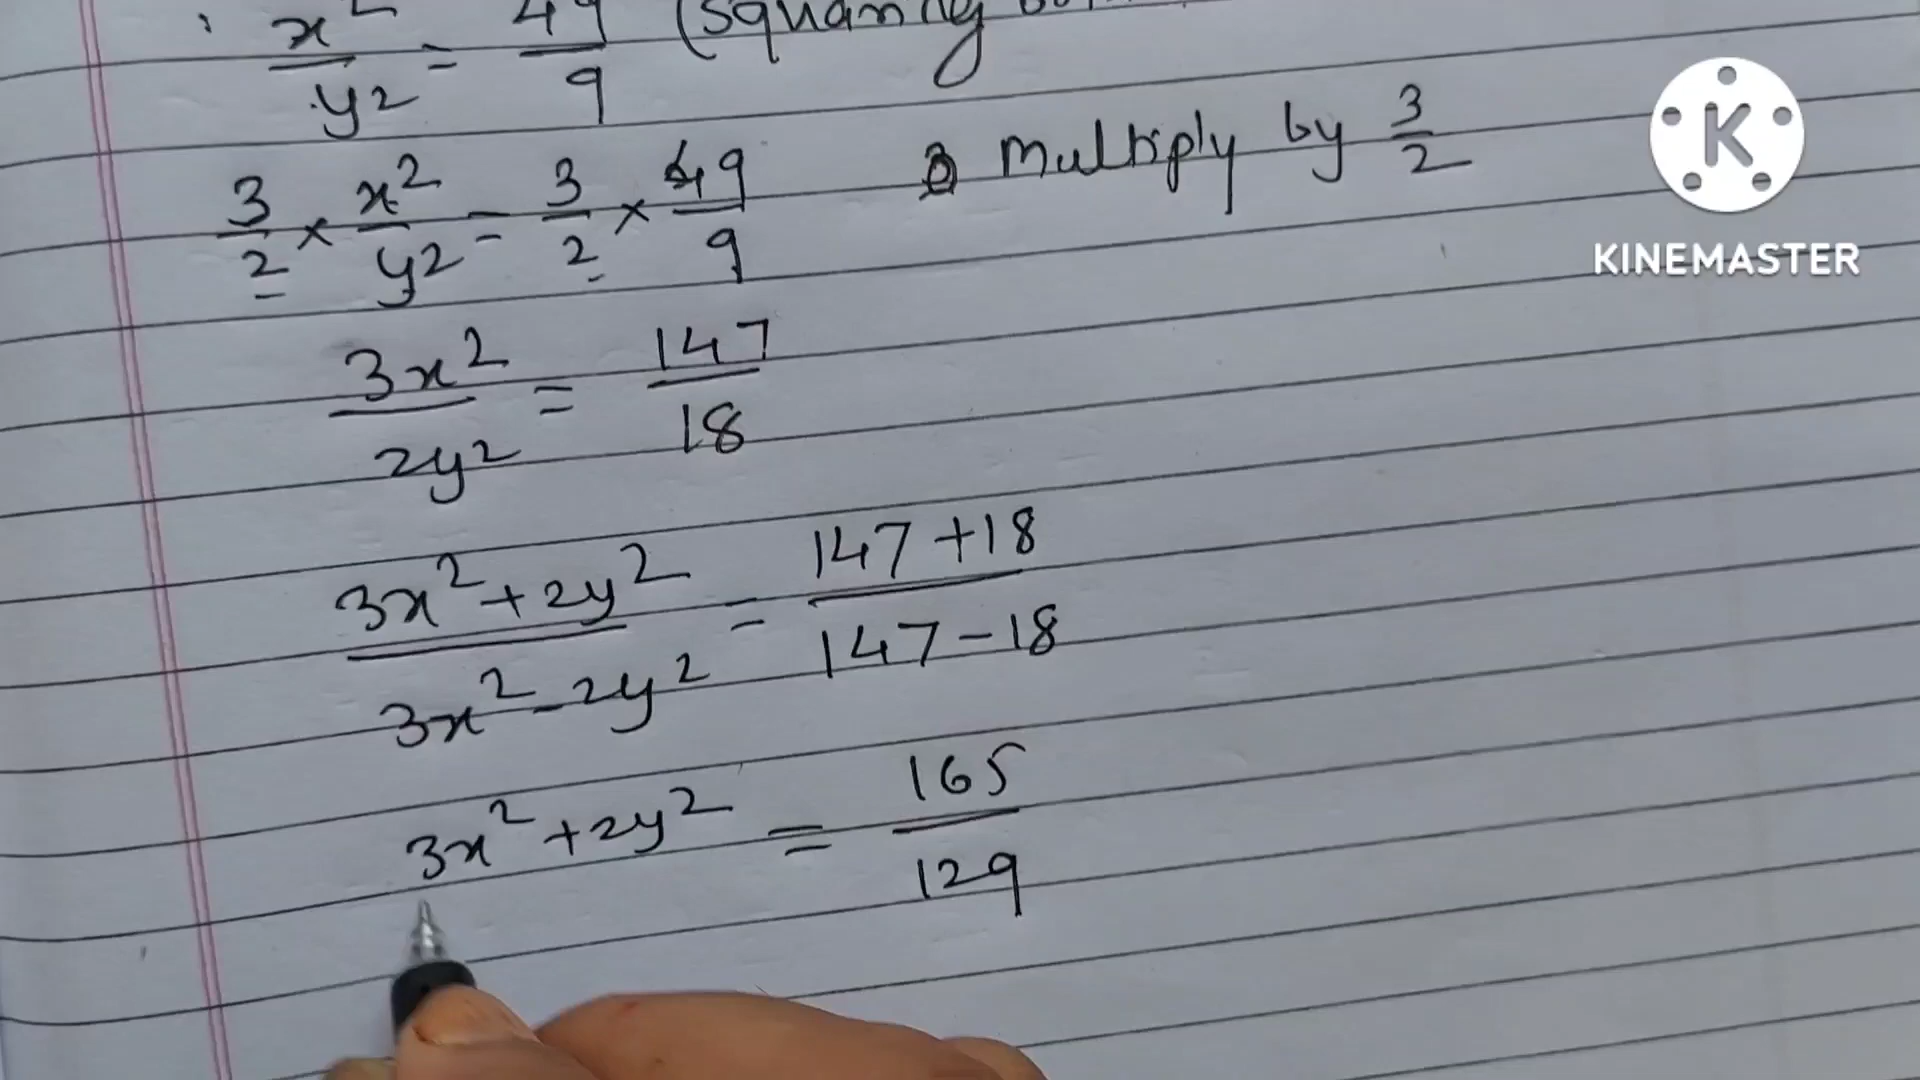 : x²/y² = 49/9 (Squaring
3/2 × x²/y² = 3/2 × 49/9 Multiply by 3/2
K
KINEMASTER
3x²/2y² = 147/18
3x²+2y²/3x²-2y² = 147+18/147-18
3x²+2y² = 165/129